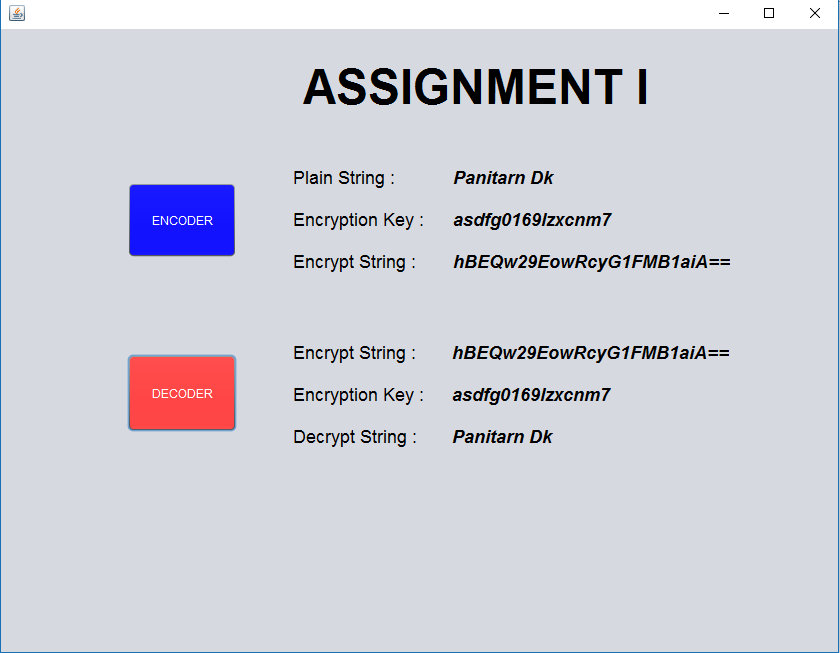 ASSIGNMENT I
ENCODER
Plain String : Panitarn Dk
Encryption Key : asdfg0169lzxcnm7
Encrypt String : hBEQw29EowRcyG1FMB1aiA==
DECODER
Encrypt String : hBEQw29EowRcyG1FMB1aiA==
Encryption Key : asdfg0169lzxcnm7
Decrypt String : Panitarn Dk